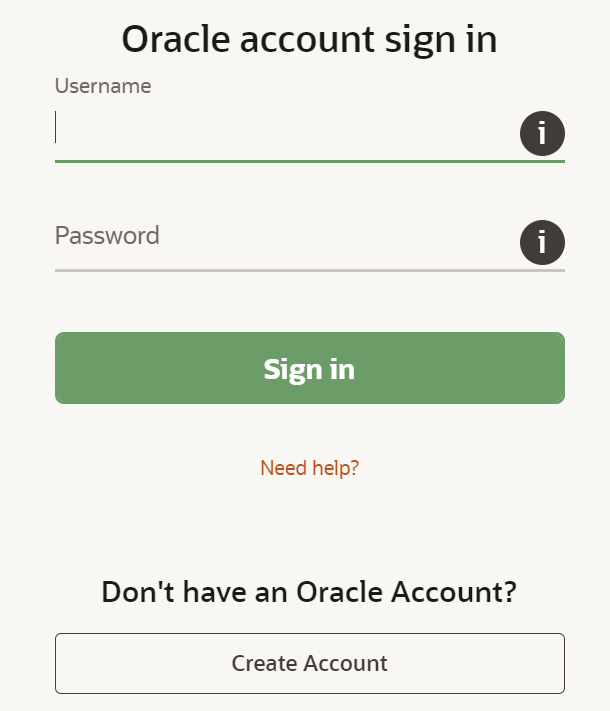 Oracle account sign in
Username
i
Password
i
Sign in
Need help?
Don't have an Oracle Account?
Create Account